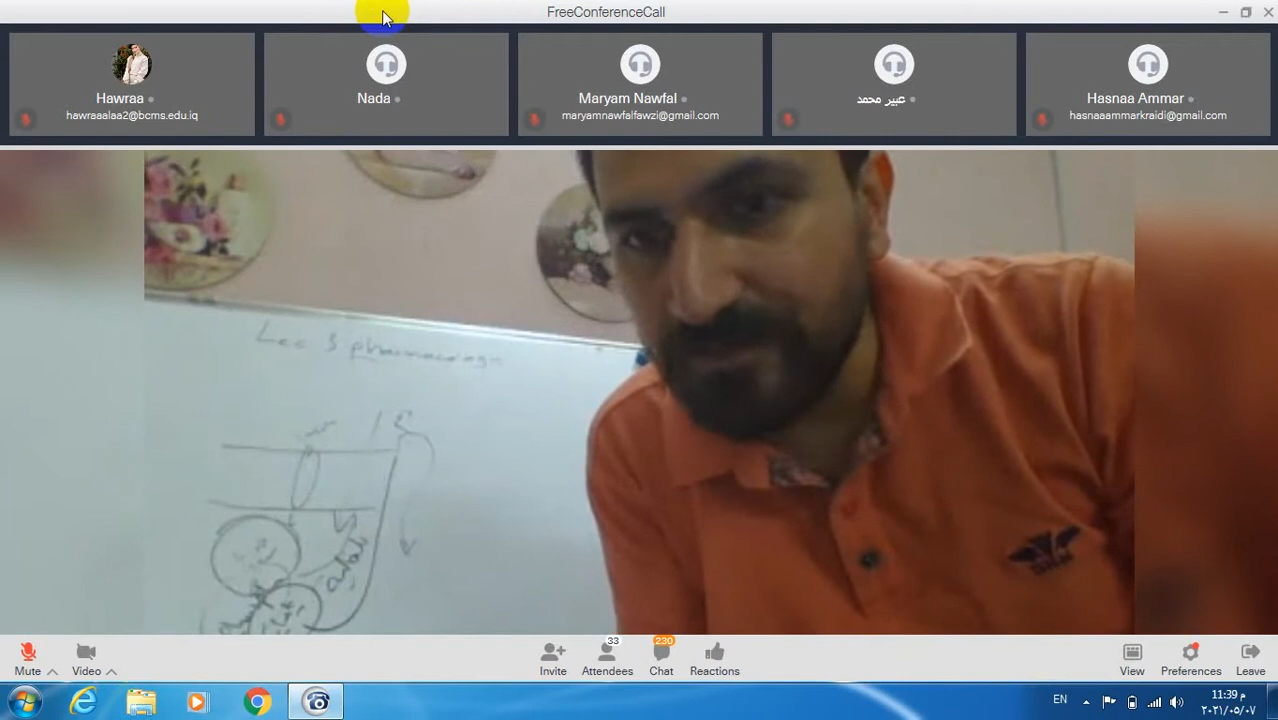 FreeConferenceCall
Hawraa
hawraaalaa2@bcms.edu.iq
Nada
Maryam Nawfal
maryamnawfalfawzi@gmail.com
عبير محمد
Hasnaa Ammar
hasnaaammarkraidi@gmail.com
Lec 3 pharmacology
Mute
Video
Invite
33
Attendees
230
Chat
Reactions
View
Preferences
Leave
EN
11:39 م
٢٠٢١/٠٥/٠٧